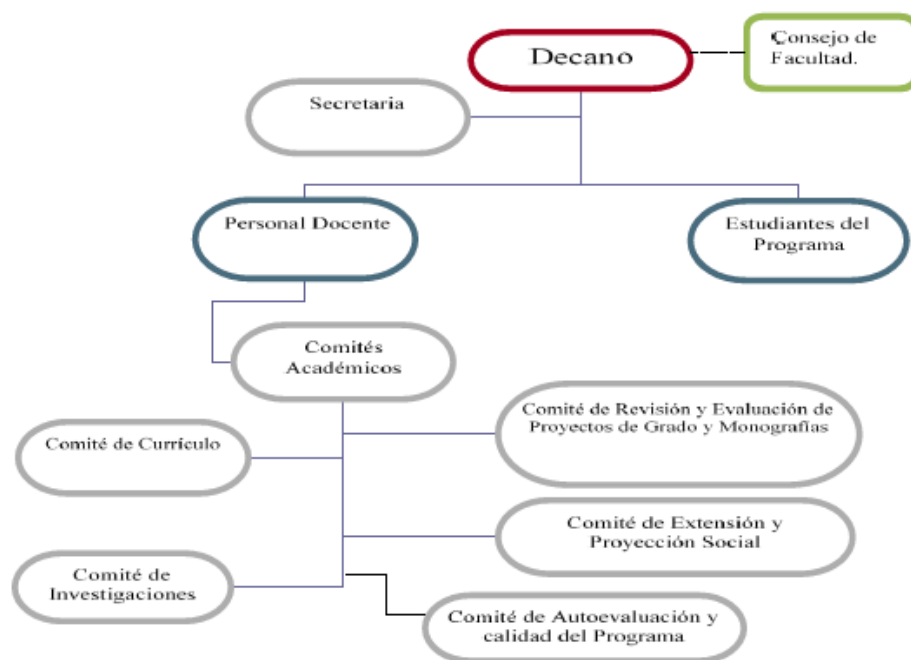 Decano
Consejo de
Facultad.
Secretaria
Personal Docente
Estudiantes del
Programa
Comités
Académicos
Comité de Revisión y Evaluación de
Proyectos de Grado y Monografías
Comité de Currículo
Comité de Extensión y
Proyección Social
Comité de
Investigaciones
Comité de Autoevaluación y
calidad del Programa